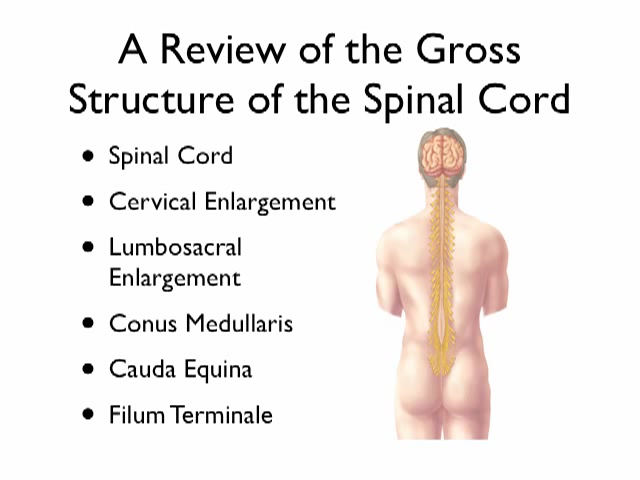 A Review of the Gross
Structure of the Spinal Cord
• Spinal Cord
• Cervical Enlargement
• Lumbosacral
Enlargement
• Conus Medullaris
• Cauda Equina
• Filum Terminale